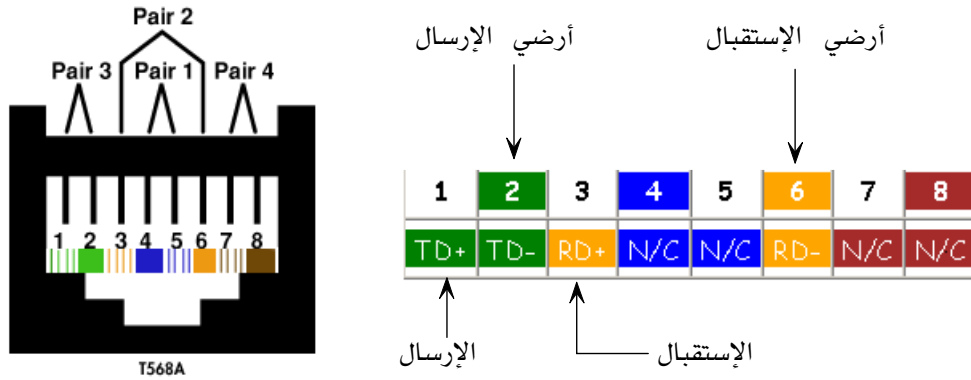 Pair 2
Pair 3 Pair 1 Pair 4
1 2 3 4 5 6 7 8
T568A
أرضي الإرسال
أرضي الإستقبال
1 2 3 4 5 6 7 8
TD+ TD- RD+ N/C N/C RD- N/C N/C
الإرسال
الإستقبال